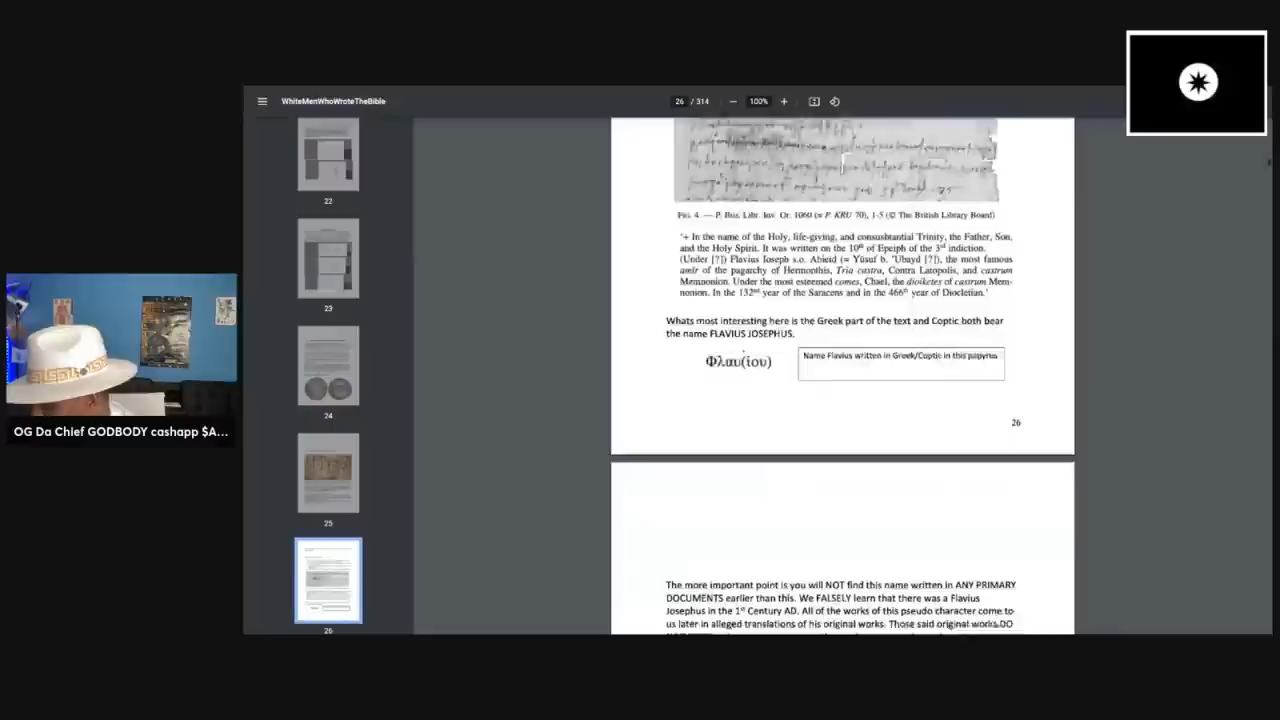 WhiteMenWhoWroteTheBible
26 / 314
100%
22
23
24
25
26
FIG. 4. — P. Bris. Libr. Inv. Or. 1060 (= P. KRU 70), 1-5 (© The British Library Board)
'+ In the name of the Holy, life-giving, and consusbtantial Trinity, the Father, Son,
and the Holy Spirit. It was written on the 10th of Epeiph of the 3rd indiction.
(Under [?]) Flavius Ioseph s.o. Abieid (= Yūsuf b. 'Ubayd [?]), the most famous
amīr of the pagarchy of Hermonthis, Tria castra, Contra Latopolis, and castrum
Memnonion. Under the most esteemed comes, Chael, the dioiketes of castrum Mem-
nonion. In the 132nd year of the Saracens and in the 466th year of Diocletian.'
Whats most interesting here is the Greek part of the text and Coptic both bear
the name FLAVIUS JOSEPHUS.
Φλαυ(ίου)
Name Flavius written in Greek/Coptic in this papyrus
26
The more important point is you will NOT find this name written in ANY PRIMARY
DOCUMENTS earlier than this. We FALSELY learn that there was a Flavius
Josephus in the 1st Century AD. All of the works of this pseudo character come to
us later in alleged translations of his original works. Those said original works DO
OG Da Chief GODBODY cashapp $A...